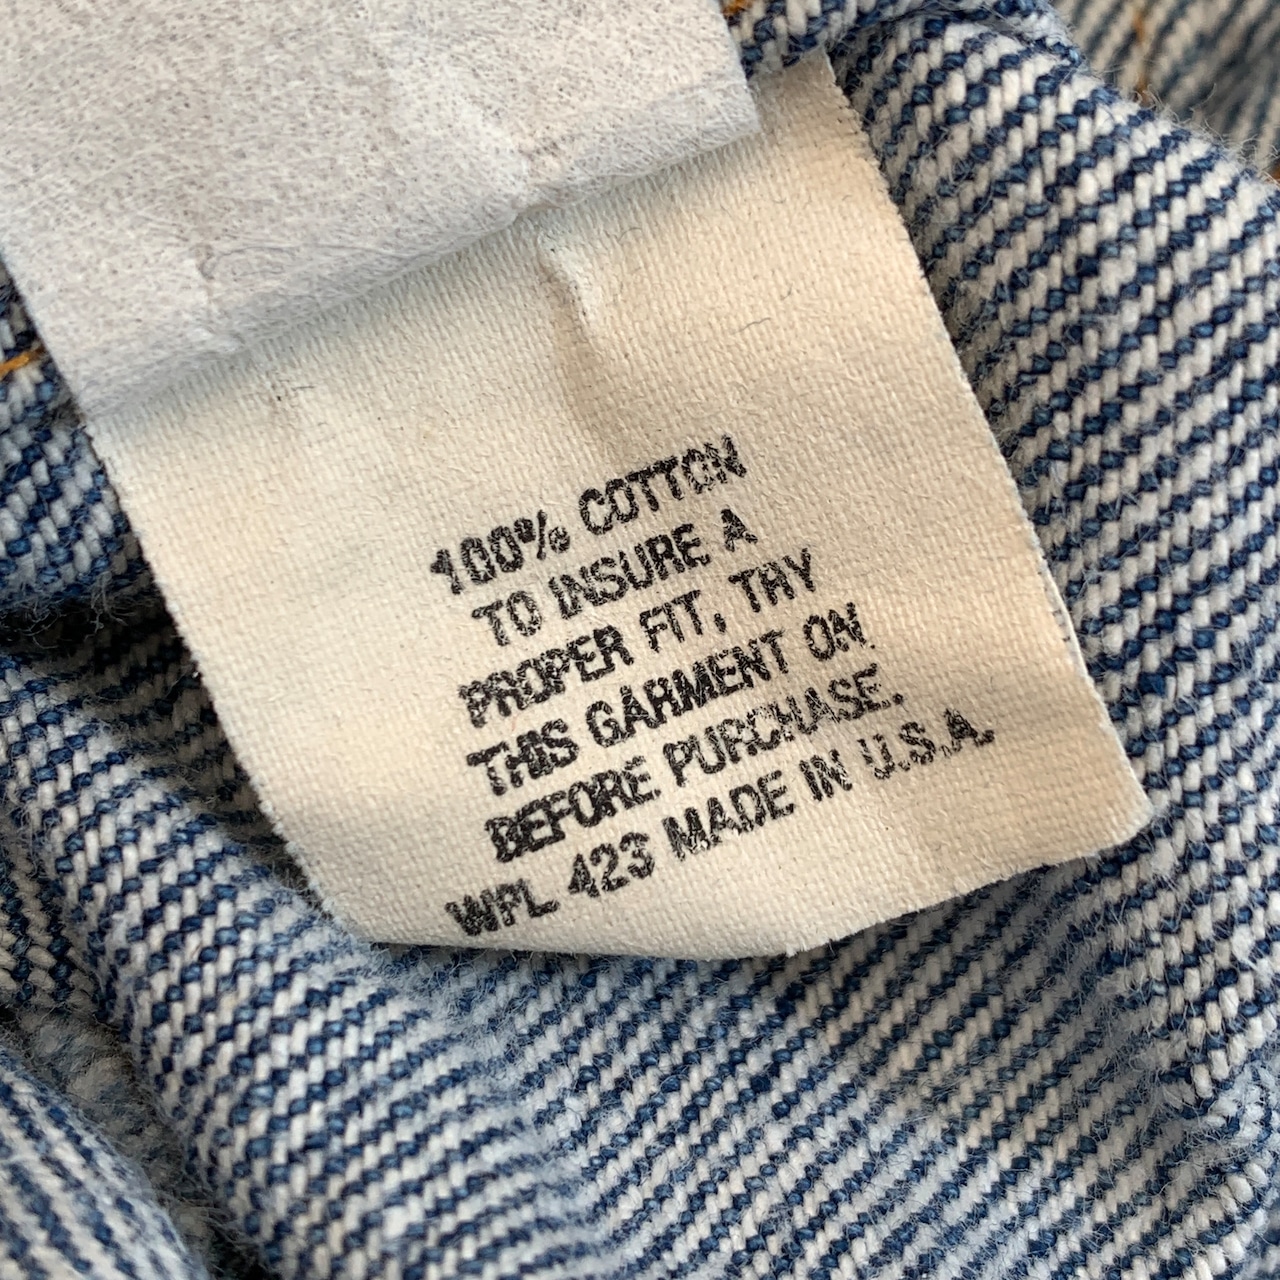 100% COTTON
TO INSURE A
PROPER FIT, TRY
THIS GARMENT ON
BEFORE PURCHASE.
WPL 423 MADE IN U.S.A.